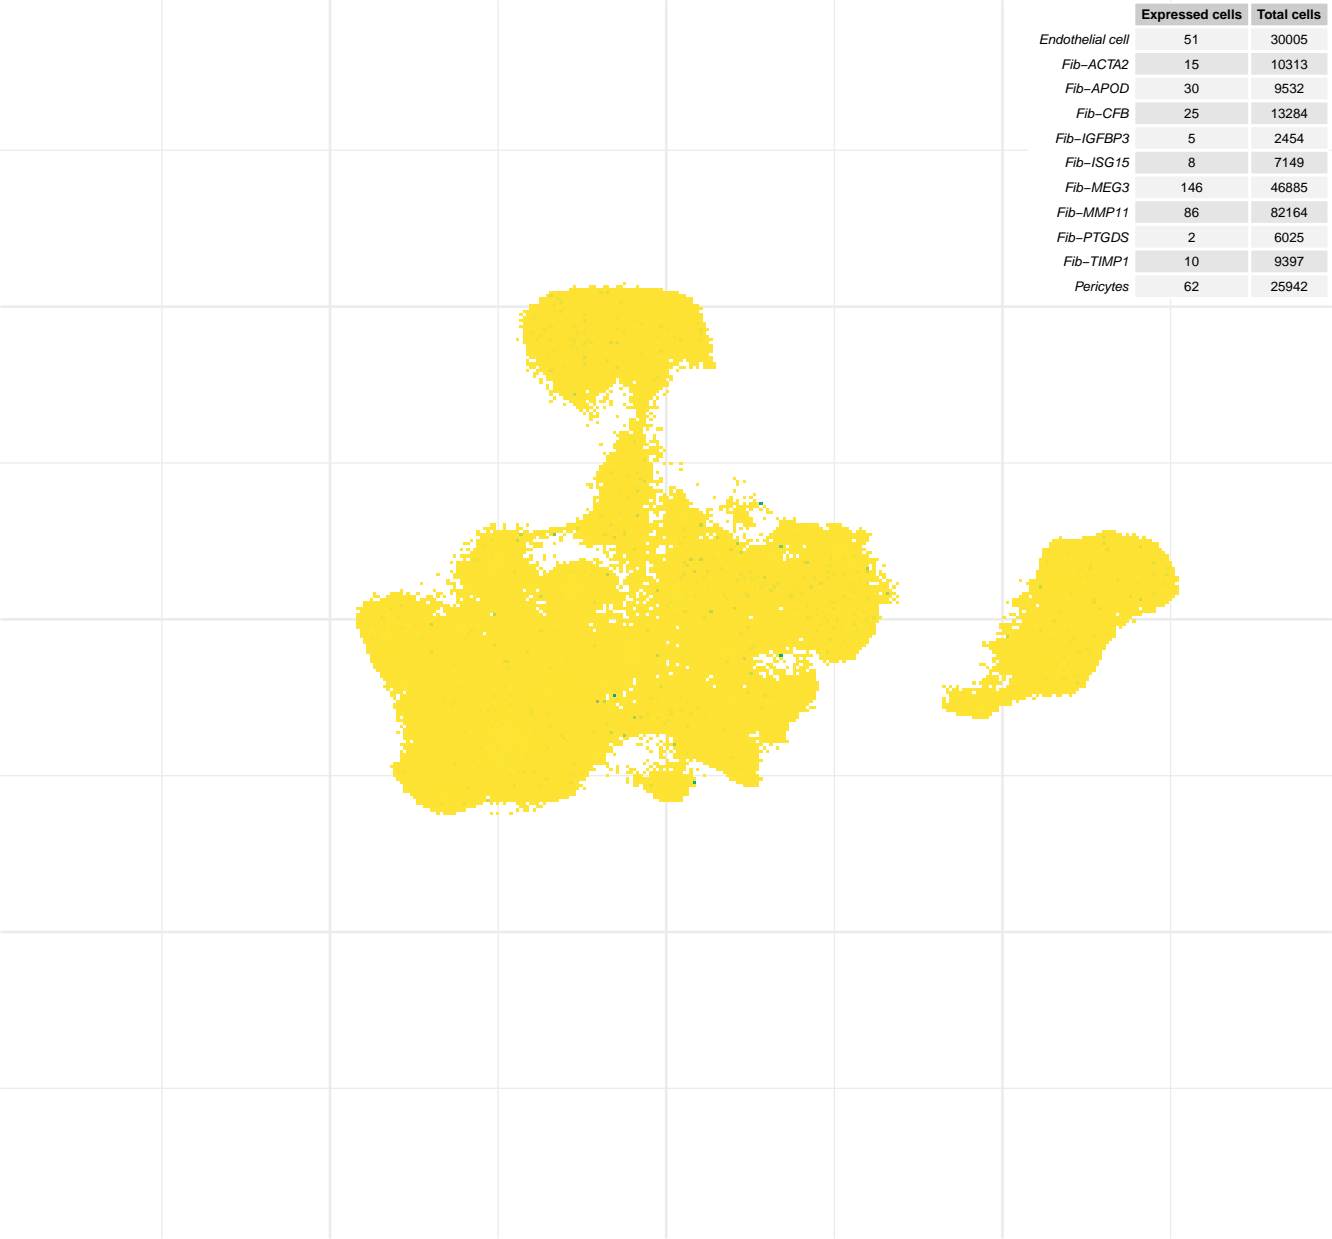 Expressed cells Total cells
Endothelial cell 51 30005
Fib−ACTA2 15 10313
Fib−APOD 30 9532
Fib−CFB 25 13284
Fib−IGFBP3 5 2454
Fib−ISG15 8 7149
Fib−MEG3 146 46885
Fib−MMP11 86 82164
Fib−PTGDS 2 6025
Fib−TIMP1 10 9397
Pericytes 62 25942